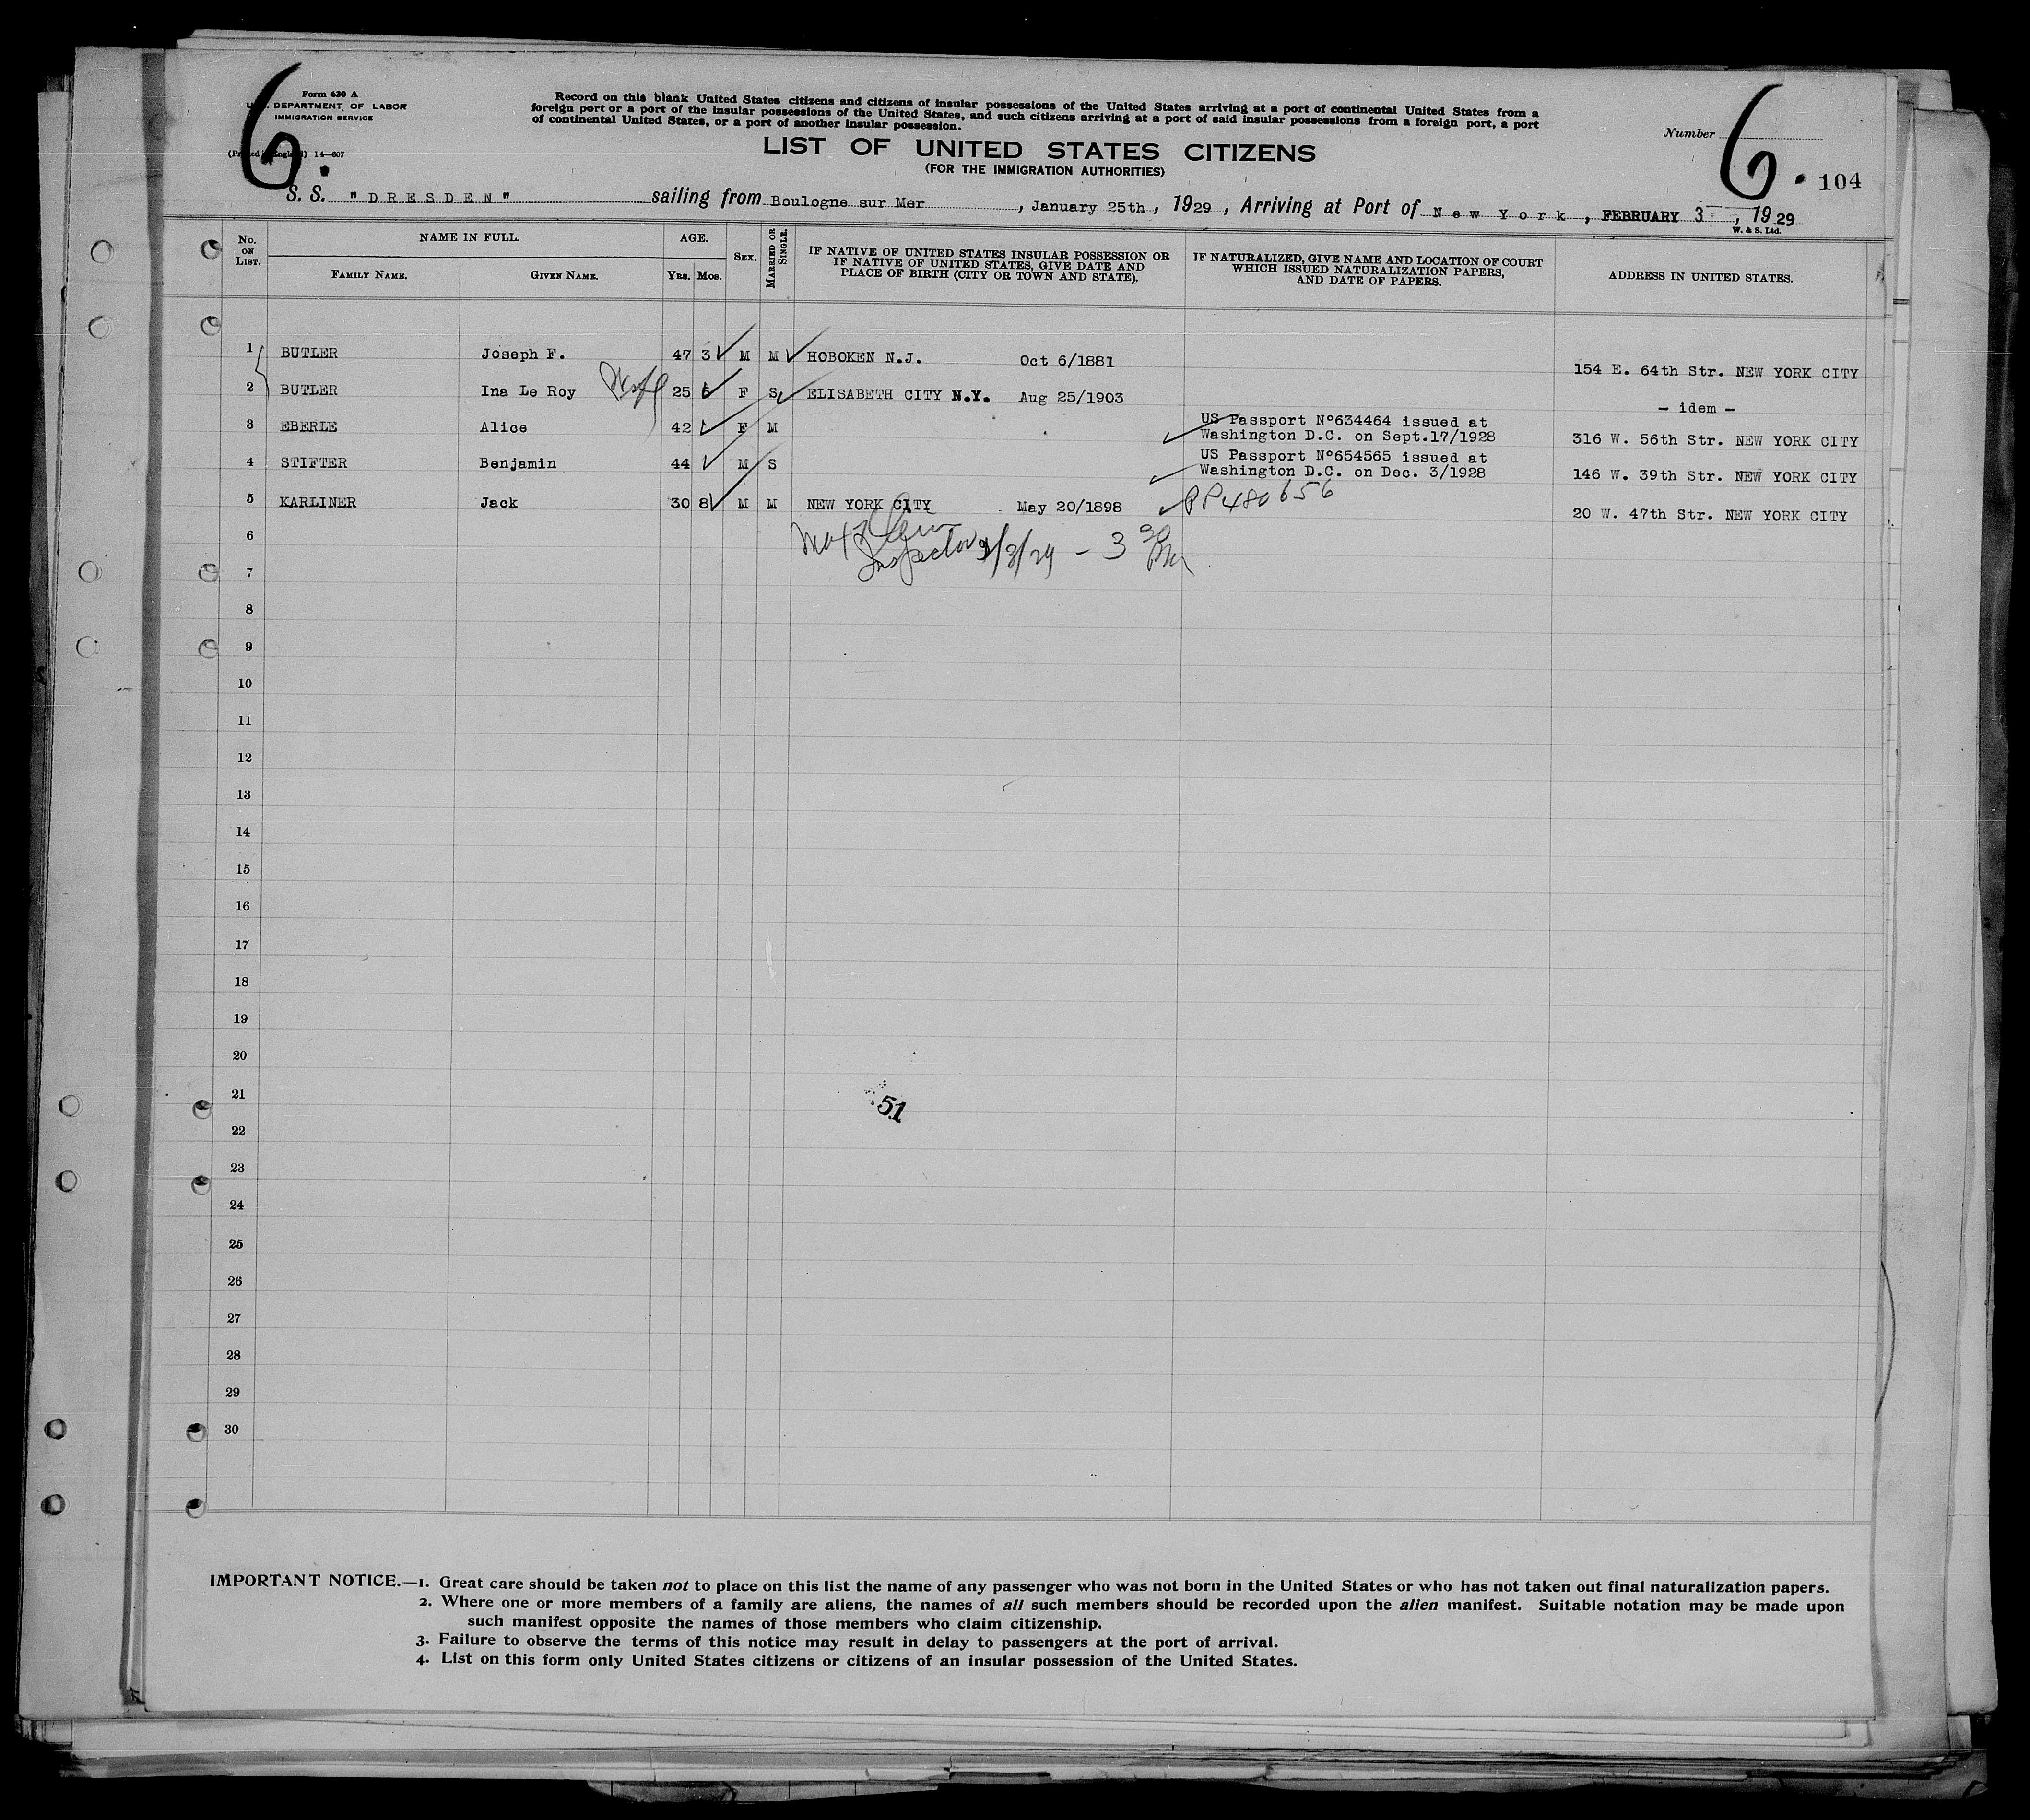 6.
Form 630 A
U.S. DEPARTMENT OF LABOR
IMMIGRATION SERVICE
(Printed in England) 14—607
Record on this blank United States citizens and citizens of insular possessions of the United States arriving at a port of continental United States from a
foreign port or a port of the insular possessions of the United States, and such citizens arriving at a port of said insular possessions from a foreign port, a port
of continental United States, or a port of another insular possession.
LIST OF UNITED STATES CITIZENS
(FOR THE IMMIGRATION AUTHORITIES)
Number 6. 104
S. S. "DRESDEN" sailing from Boulogne sur Mer, January 25th, 1929, Arriving at Port of New York, FEBRUARY 3, 1929
W. & S. Ltd.
No. ON LIST. NAME IN FULL. FAMILY NAME. GIVEN NAME. AGE. YRS. MOS. SEX. MARRIED OR SINGLE. IF NATIVE OF UNITED STATES INSULAR POSSESSION OR IF NATIVE OF UNITED STATES, GIVE DATE AND PLACE OF BIRTH (CITY OR TOWN AND STATE). IF NATURALIZED, GIVE NAME AND LOCATION OF COURT WHICH ISSUED NATURALIZATION PAPERS, AND DATE OF PAPERS. ADDRESS IN UNITED STATES.
1 BUTLER Joseph F. 47 3 M M HOBOKEN N.J. Oct 6/1881 154 E. 64th Str. NEW YORK CITY
2 BUTLER Ina Le Roy Wife 25 5 F S ELISABETH CITY N.Y. Aug 25/1903 - idem -
3 EBERLE Alice 42 F M US Passport N°634464 issued at Washington D.C. on Sept.17/1928 316 W. 56th Str. NEW YORK CITY
4 STIFTER Benjamin 44 M S US Passport N°654565 issued at Washington D.C. on Dec. 3/1928 146 W. 39th Str. NEW YORK CITY
5 KARLINER Jack 30 8 M M NEW YORK CITY May 20/1898 PP480656 20 W. 47th Str. NEW YORK CITY
6
Inspector 2/3/29 - 3 30 PM
7
8
9
10
11
12
13
14
15
16
17
18
19
20
21
51
22
23
24
25
26
27
28
29
30
IMPORTANT NOTICE.—1. Great care should be taken not to place on this list the name of any passenger who was not born in the United States or who has not taken out final naturalization papers.
2. Where one or more members of a family are aliens, the names of all such members should be recorded upon the alien manifest. Suitable notation may be made upon
such manifest opposite the names of those members who claim citizenship.
3. Failure to observe the terms of this notice may result in delay to passengers at the port of arrival.
4. List on this form only United States citizens or citizens of an insular possession of the United States.